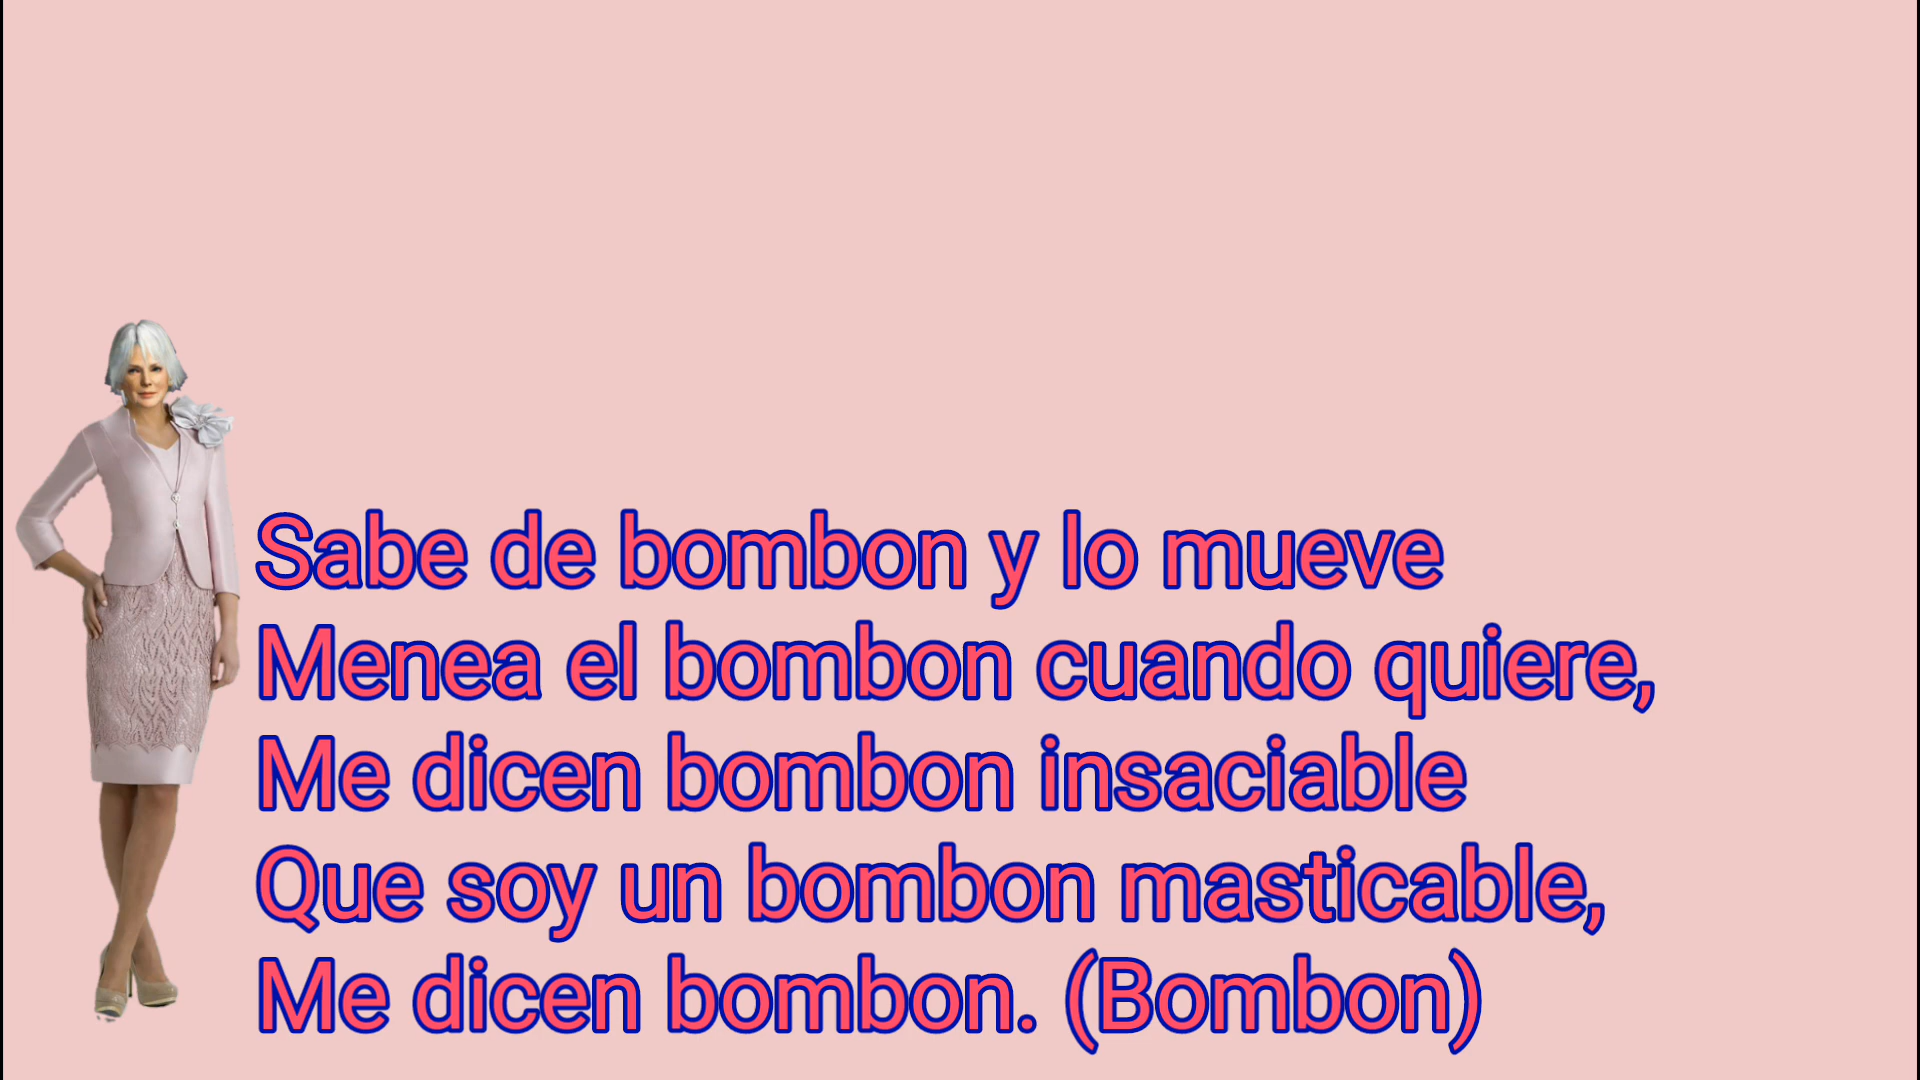 Sabe de bombon y lo mueve
Menea el bombon cuando quiere,
Me dicen bombon insaciable
Que soy un bombon masticable,
Me dicen bombon. (Bombon)